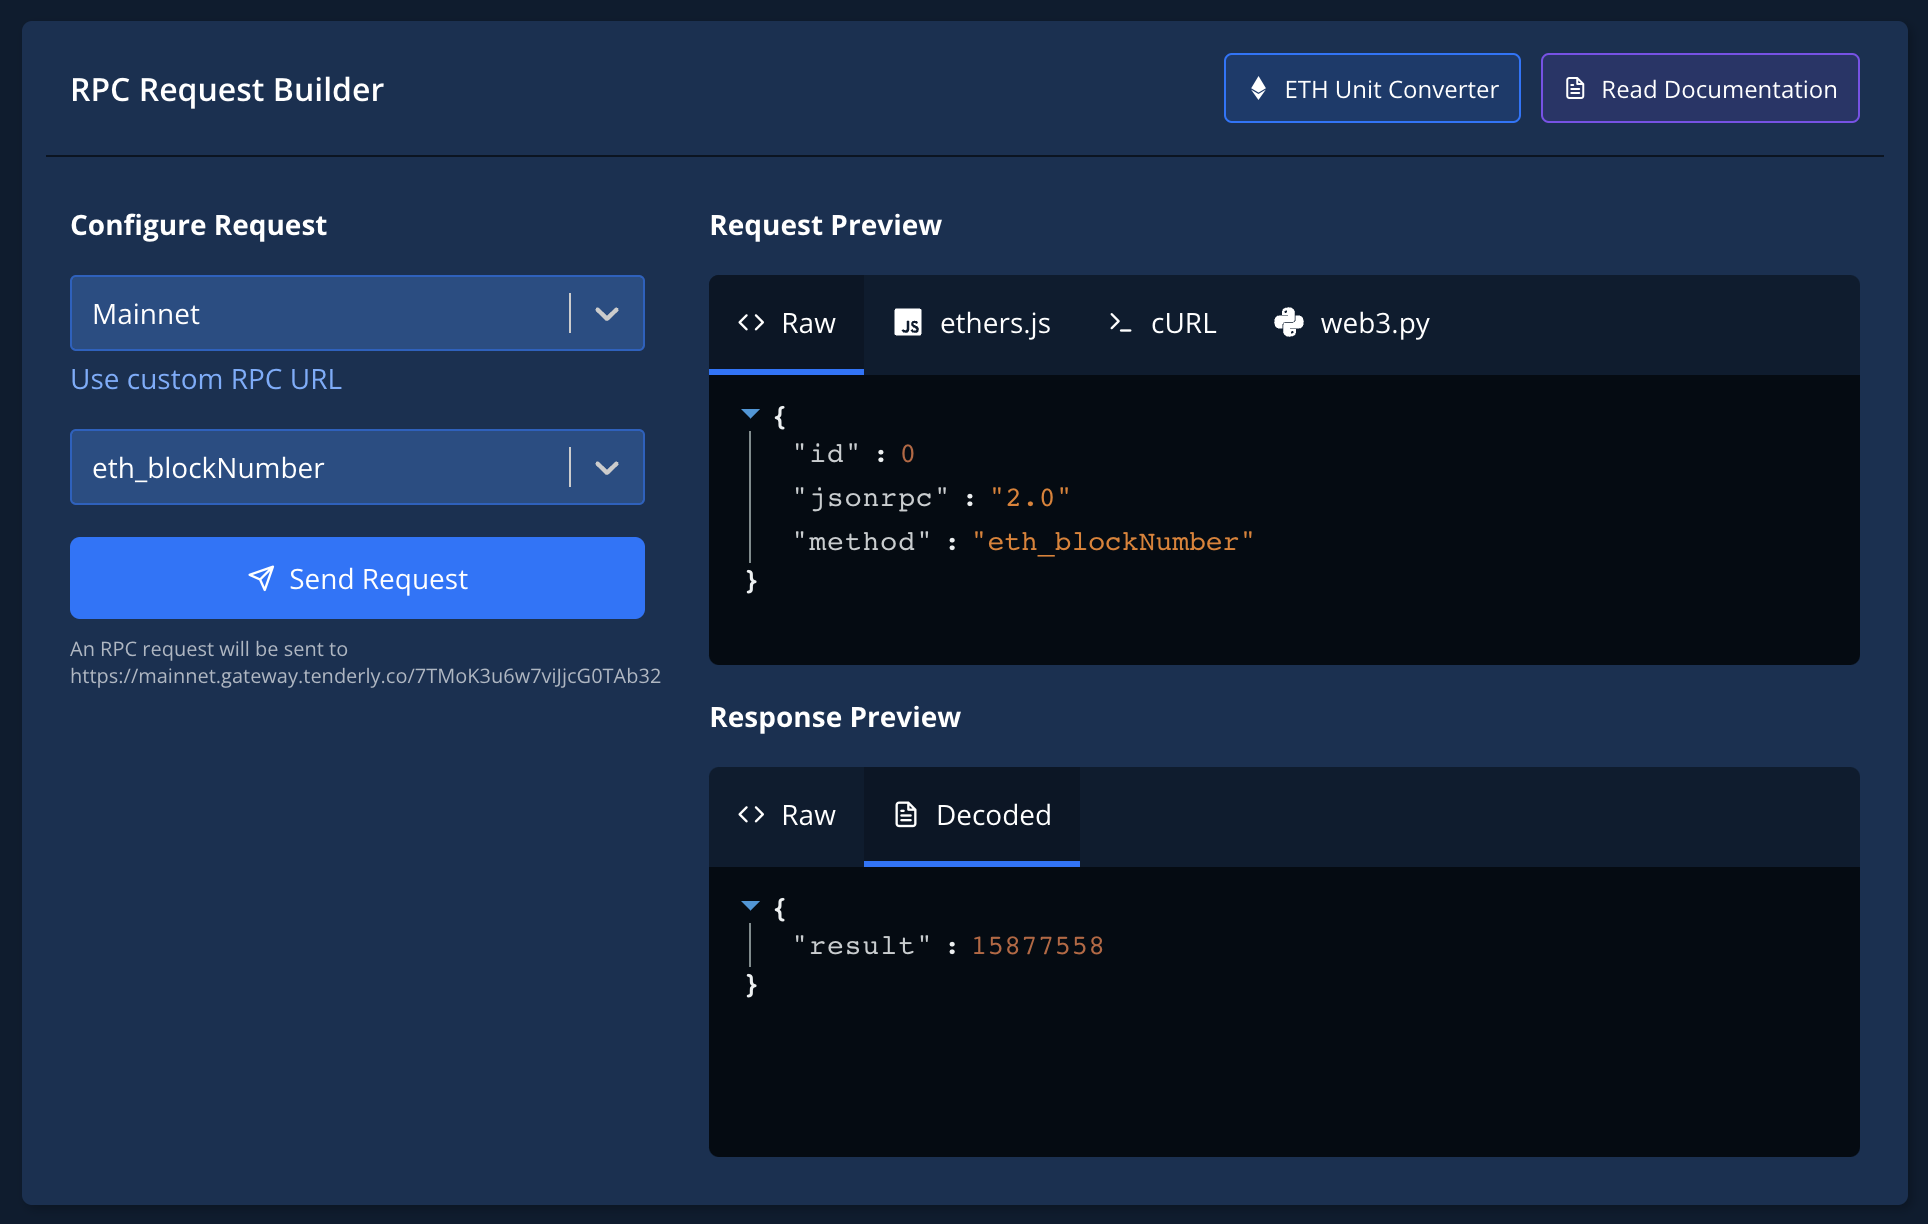 RPC Request Builder
ETH Unit Converter
Read Documentation
Configure Request
Mainnet
Use custom RPC URL
eth_blockNumber
Send Request
An RPC request will be sent to
https://mainnet.gateway.tenderly.co/7TMoK3u6w7viJjcG0TAb32
Request Preview
Raw
JS ethers.js
cURL
web3.py
{
"id" : 0
"jsonrpc" : "2.0"
"method" : "eth_blockNumber"
}
Response Preview
Raw
Decoded
{
"result" : 15877558
}